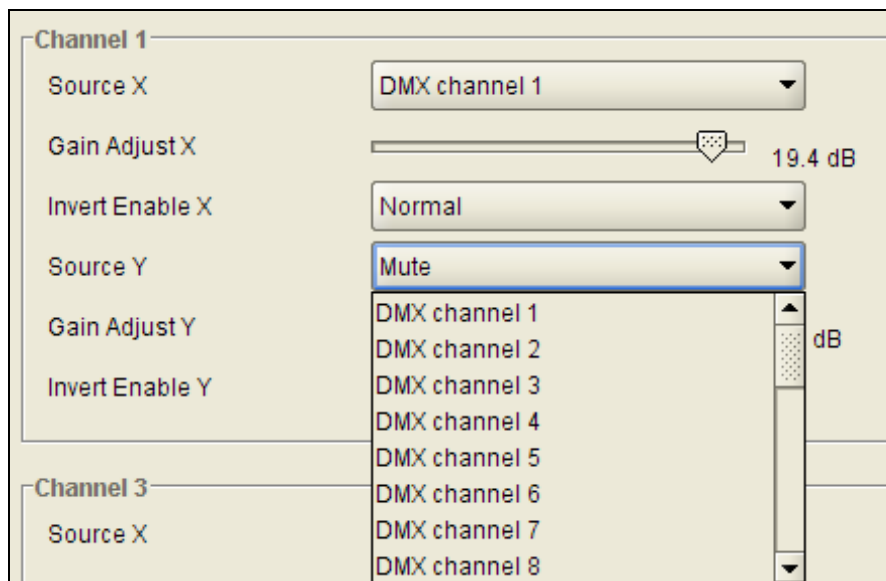 Channel 1
Source X DMX channel 1
Gain Adjust X 19.4 dB
Invert Enable X Normal
Source Y Mute
DMX channel 1
Gain Adjust Y dB
DMX channel 2
DMX channel 3
Invert Enable Y
DMX channel 4
DMX channel 5
Channel 3
DMX channel 6
Source X DMX channel 7
DMX channel 8